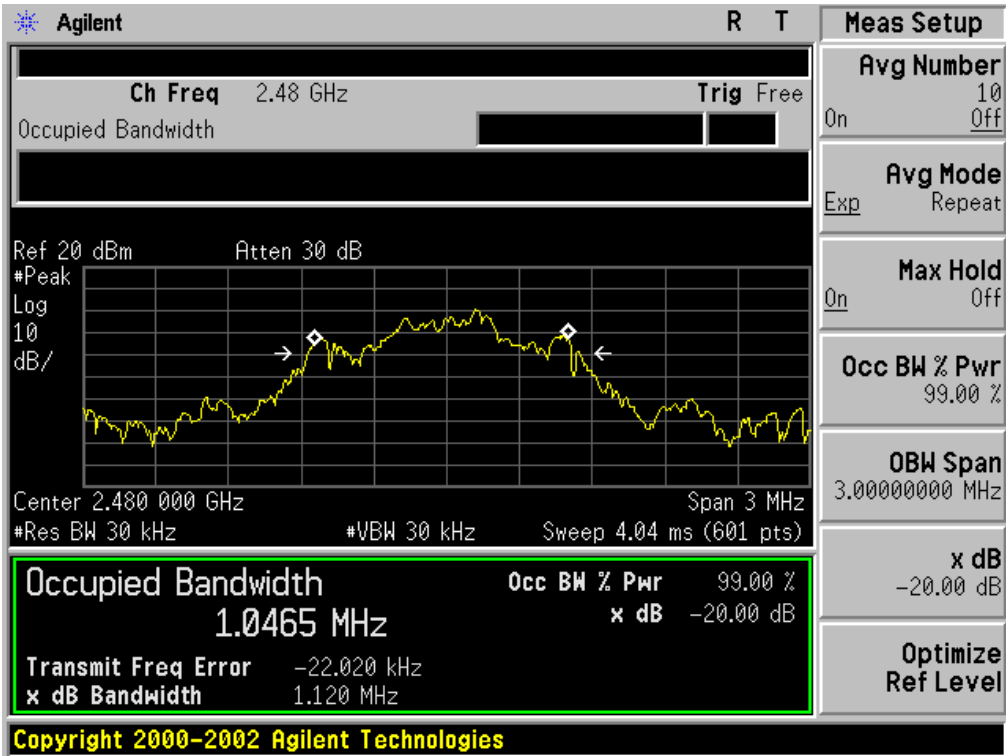 Agilent R T
Ch Freq 2.48 GHz Trig Free
Occupied Bandwidth
Ref 20 dBm Atten 30 dB
#Peak
Log
10
dB/
Center 2.480 000 GHz Span 3 MHz
#Res BW 30 kHz #VBW 30 kHz Sweep 4.04 ms (601 pts)
Occupied Bandwidth Occ BW % Pwr 99.00 %
1.0465 MHz x dB -20.00 dB
Transmit Freq Error -22.020 kHz
x dB Bandwidth 1.120 MHz
Copyright 2000-2002 Agilent Technologies
Meas Setup
Avg Number
10
On Off
Avg Mode
Exp Repeat
Max Hold
On Off
Occ BW % Pwr
99.00 %
OBW Span
3.00000000 MHz
x dB
-20.00 dB
Optimize
Ref Level